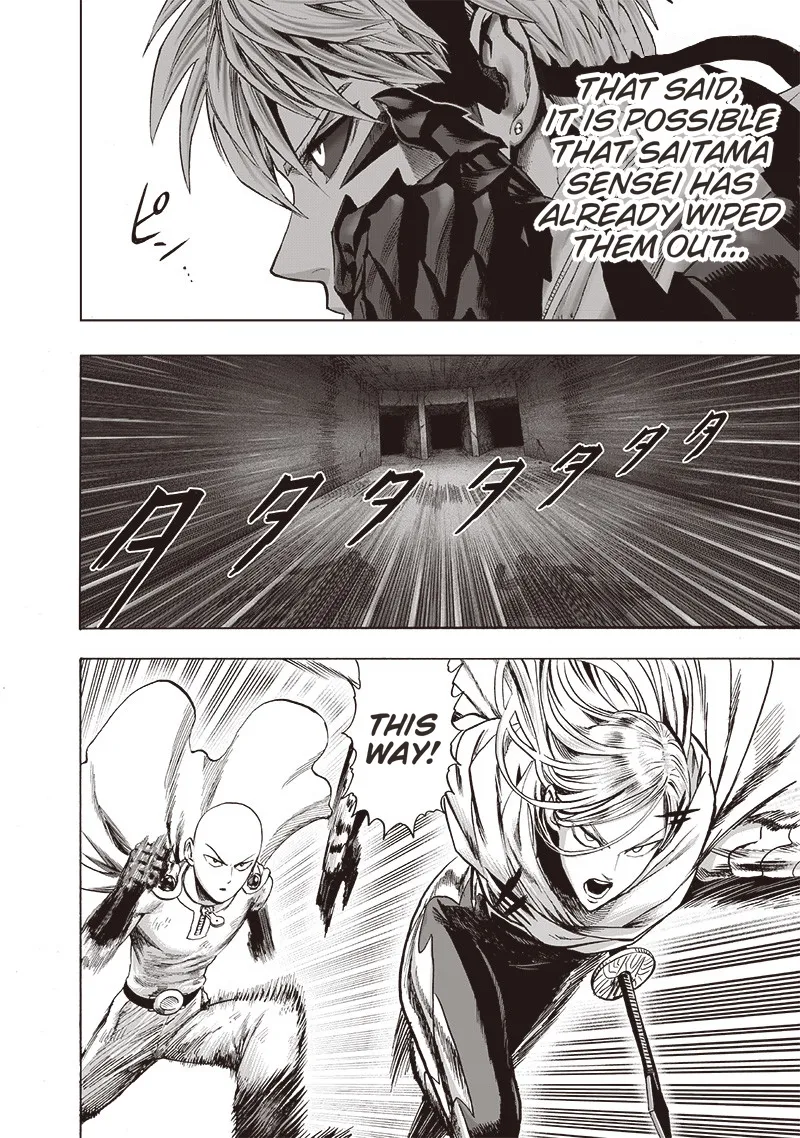 THAT SAID,
IT IS POSSIBLE
THAT SAITAMA
SENSEI HAS
ALREADY WIPED
THEM OUT...
ピン…
タタタタタタタ
THIS
WAY!